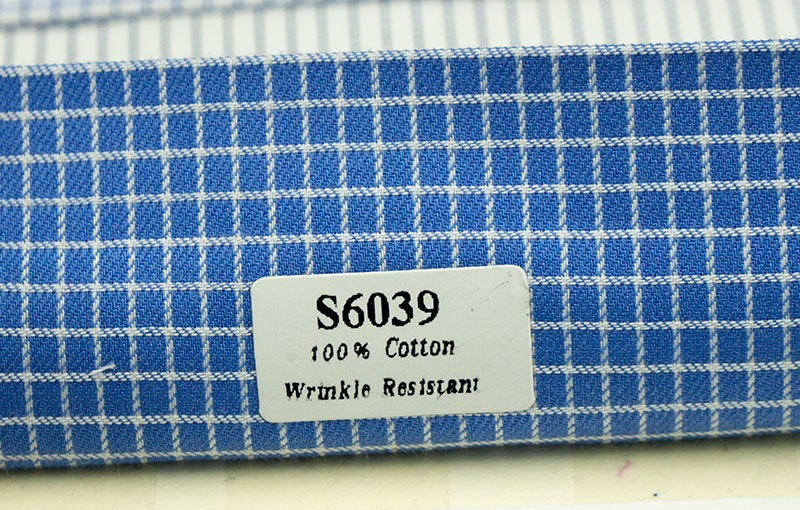 S6039
100% Cotton
Wrinkle Resistant